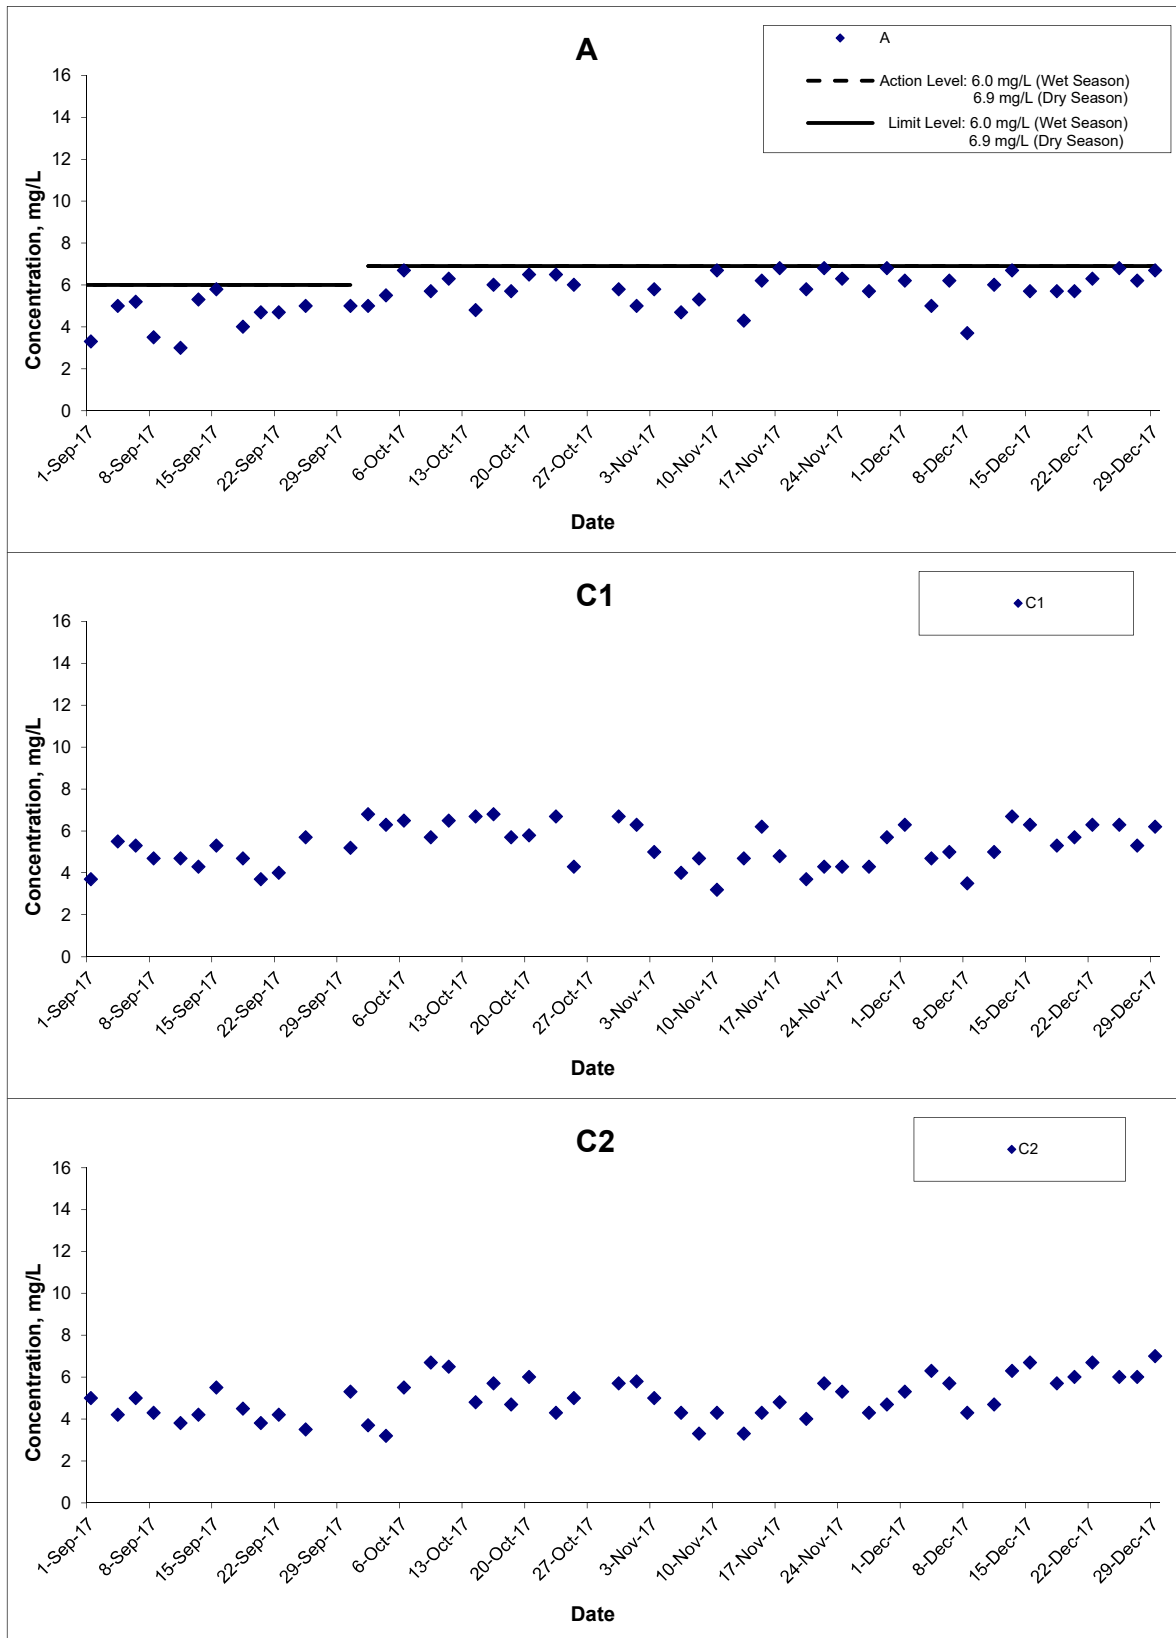 A
A
Action Level: 6.0 mg/L (Wet Season)
6.9 mg/L (Dry Season)
Limit Level: 6.0 mg/L (Wet Season)
6.9 mg/L (Dry Season)
Concentration, mg/L
16
14
12
10
8
6
4
2
0
1-Sep-17
8-Sep-17
15-Sep-17
22-Sep-17
29-Sep-17
6-Oct-17
13-Oct-17
20-Oct-17
27-Oct-17
3-Nov-17
10-Nov-17
17-Nov-17
24-Nov-17
1-Dec-17
8-Dec-17
15-Dec-17
22-Dec-17
29-Dec-17
Date
C1
C1
Concentration, mg/L
16
14
12
10
8
6
4
2
0
1-Sep-17
8-Sep-17
15-Sep-17
22-Sep-17
29-Sep-17
6-Oct-17
13-Oct-17
20-Oct-17
27-Oct-17
3-Nov-17
10-Nov-17
17-Nov-17
24-Nov-17
1-Dec-17
8-Dec-17
15-Dec-17
22-Dec-17
29-Dec-17
Date
C2
C2
Concentration, mg/L
16
14
12
10
8
6
4
2
0
1-Sep-17
8-Sep-17
15-Sep-17
22-Sep-17
29-Sep-17
6-Oct-17
13-Oct-17
20-Oct-17
27-Oct-17
3-Nov-17
10-Nov-17
17-Nov-17
24-Nov-17
1-Dec-17
8-Dec-17
15-Dec-17
22-Dec-17
29-Dec-17
Date